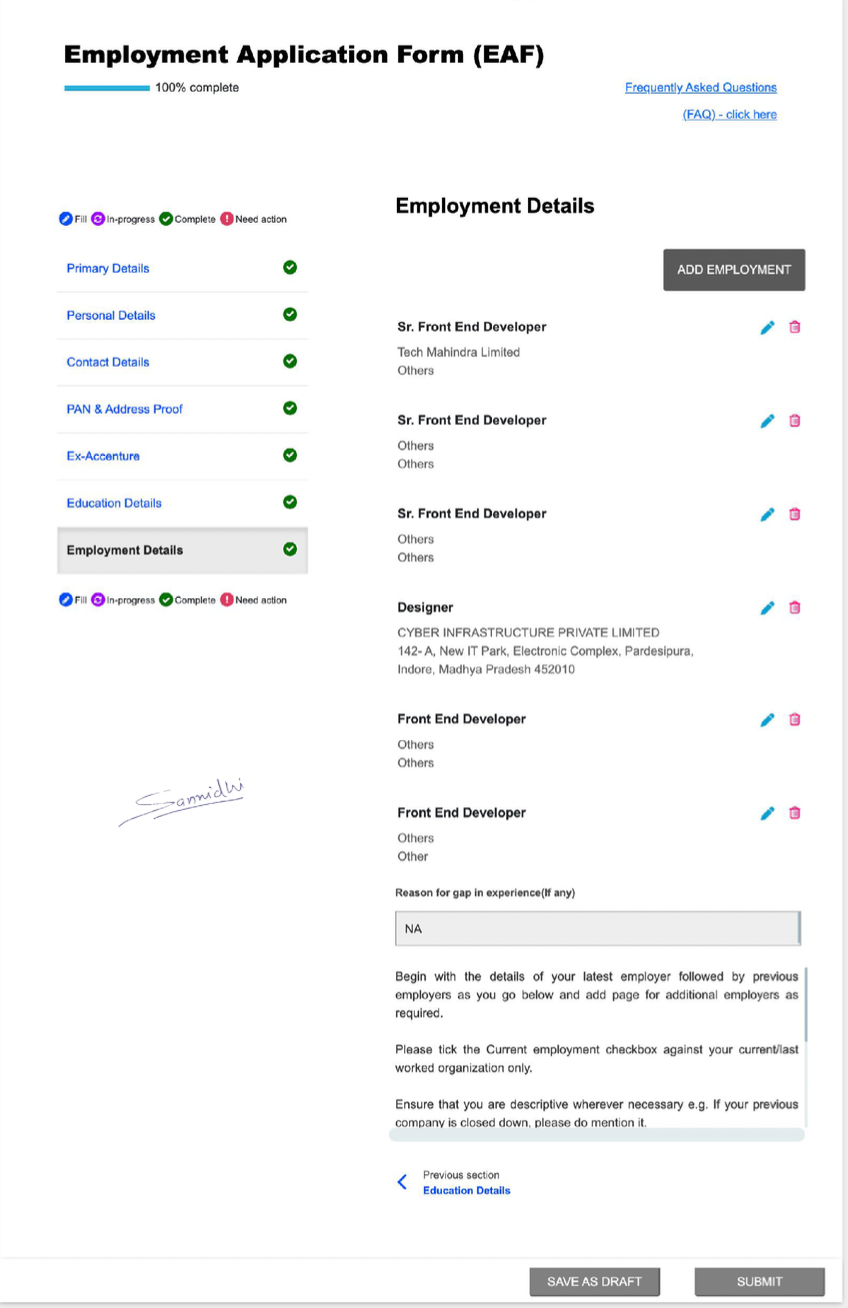 Employment Application Form (EAF)
100% complete
Frequently Asked Questions
(FAQ) - click here
Fill In-progress Complete Need action
Primary Details
Personal Details
Contact Details
PAN & Address Proof
Ex-Accenture
Education Details
Employment Details
Fill In-progress Complete Need action
Sannidhi
Employment Details
ADD EMPLOYMENT
Sr. Front End Developer
Tech Mahindra Limited
Others
Sr. Front End Developer
Others
Others
Sr. Front End Developer
Others
Others
Designer
CYBER INFRASTRUCTURE PRIVATE LIMITED
142- A, New IT Park, Electronic Complex, Pardesipura,
Indore, Madhya Pradesh 452010
Front End Developer
Others
Others
Front End Developer
Others
Other
Reason for gap in experience(If any)
NA
Begin with the details of your latest employer followed by previous
employers as you go below and add page for additional employers as
required.
Please tick the Current employment checkbox against your current/last
worked organization only.
Ensure that you are descriptive wherever necessary e.g. If your previous
company is closed down, please do mention it.
Previous section
Education Details
SAVE AS DRAFT
SUBMIT